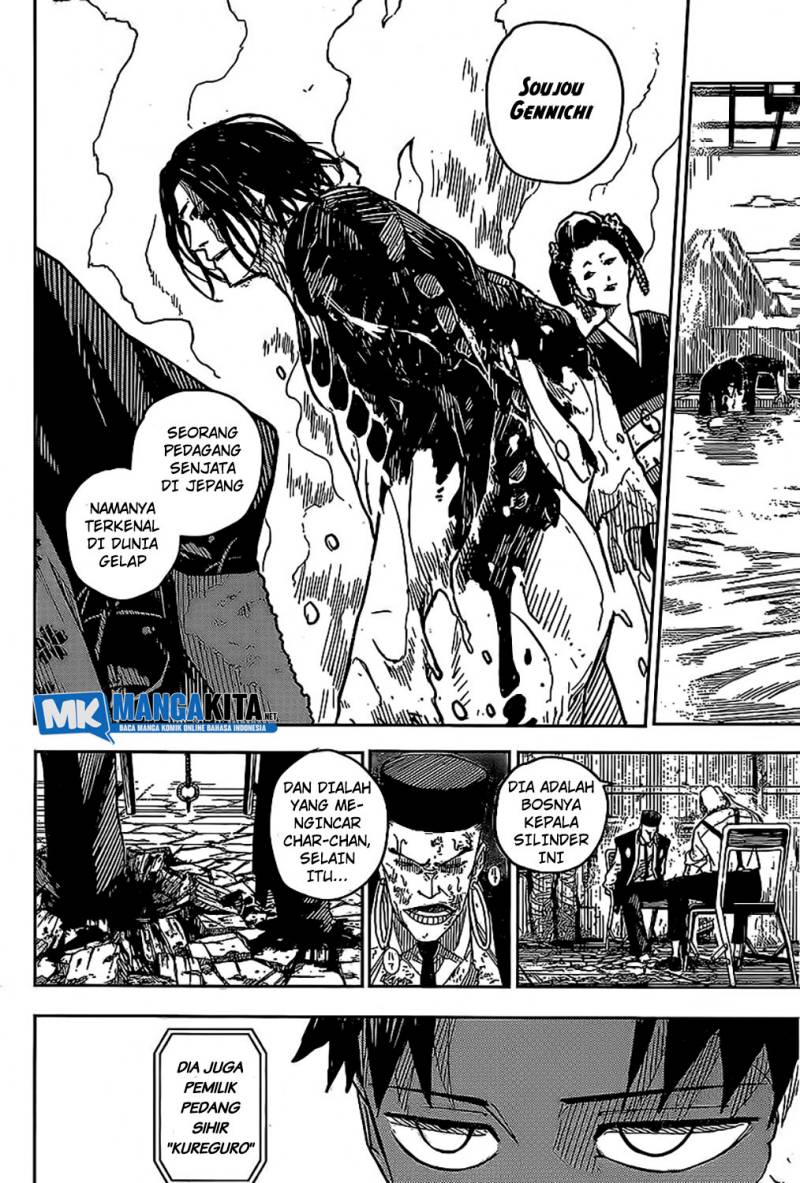 SOUJOU
GENNICHI
SEORANG
PEDAGANG
SENJATA
DI JEPANG
NAMANYA
TERKENAL
DI DUNIA
GELAP
MK MANGAKITA.NET
BACA MANGA KOMIK ONLINE BAHASA INDONESIA
DIA ADALAH
BOSNYA
KEPALA
SILINDER
INI
DAN DIALAH
YANG ME-
NGINCAR
CHAR-CHAN,
SELAIN
ITU...
DIA JUGA
PEMILIK
PEDANG
SIHIR
"KUREGURO"